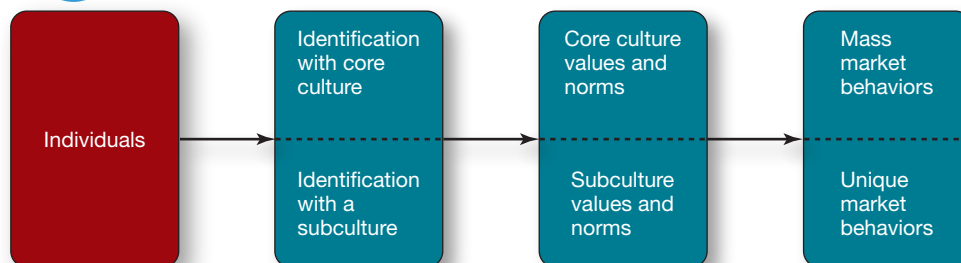 Individuals
Identification
with core
culture
Identification
with a
subculture
Core culture
values and
norms
Subculture
values and
norms
Mass
market
behaviors
Unique
market
behaviors